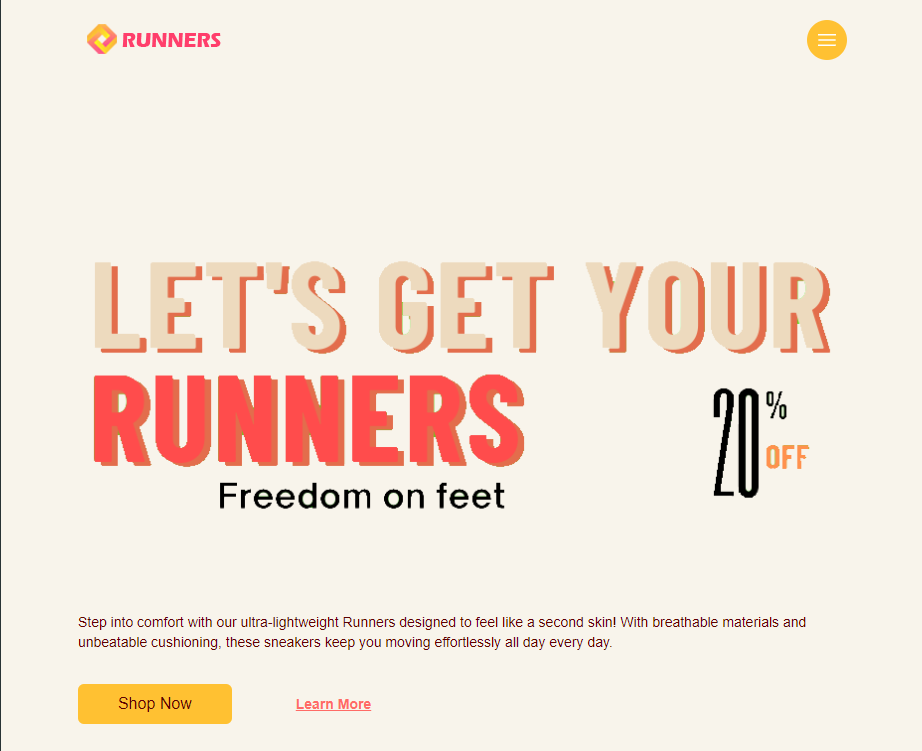 RUNNERS
LET'S GET YOUR
RUNNERS
20%
OFF
Freedom on feet
Step into comfort with our ultra-lightweight Runners designed to feel like a second skin! With breathable materials and
unbeatable cushioning, these sneakers keep you moving effortlessly all day every day.
Shop Now
Learn More